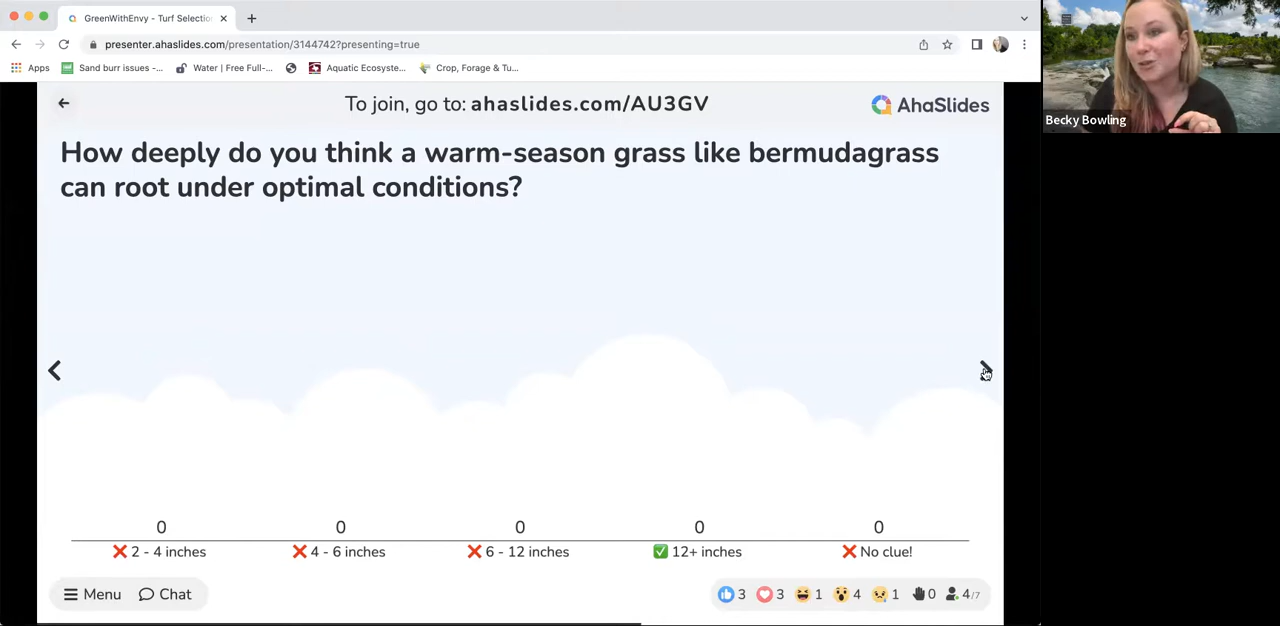 GreenWithEnvy - Turf Selectio
presenter.ahaslides.com/presentation/3144742?presenting=true
Apps Sand burr issues -... Water | Free Full-... Aquatic Ecosyste... Crop, Forage & Tu...
To join, go to: ahaslides.com/AU3GV AhaSlides
Becky Bowling
How deeply do you think a warm-season grass like bermudagrass
can root under optimal conditions?
0 0 0 0 0
❌ 2 - 4 inches ❌ 4 - 6 inches ❌ 6 - 12 inches ✅ 12+ inches ❌ No clue!
Menu Chat 3 3 1 4 1 0 4/7